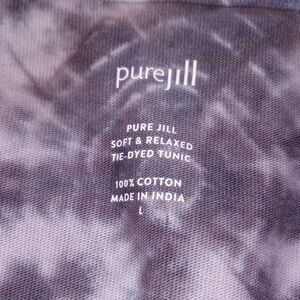 purejill
PURE JILL
SOFT & RELAXED
TIE-DYED TUNIC
100% COTTON
MADE IN INDIA
L